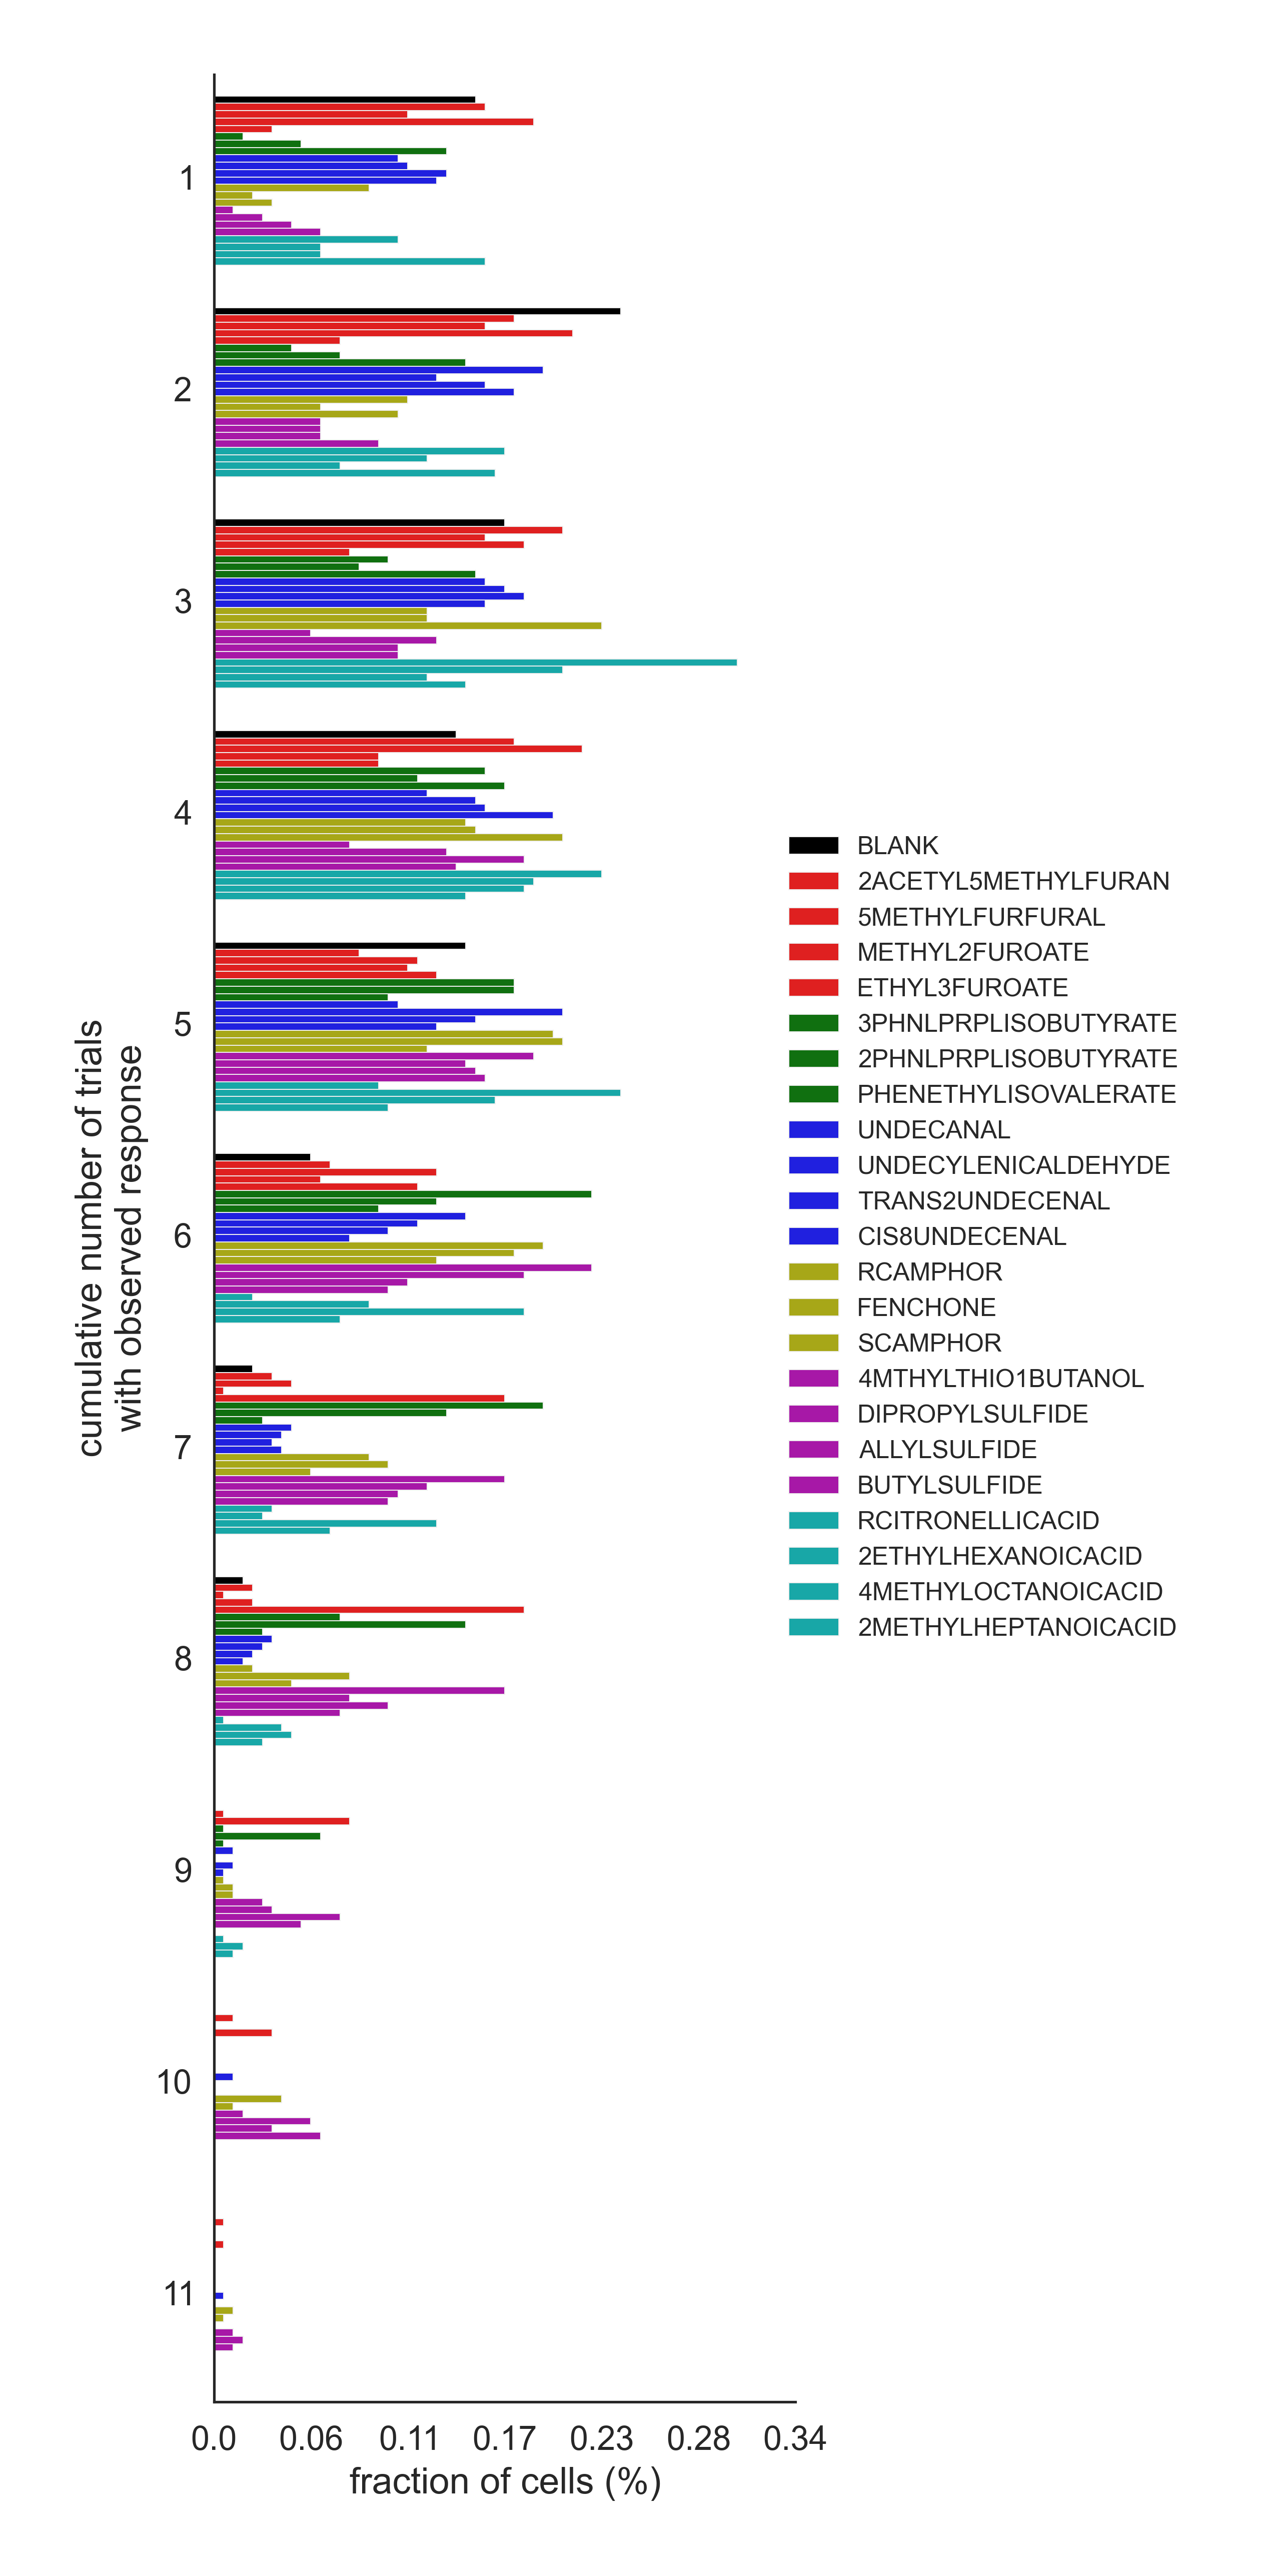 1
2
3
4
5
6
7
8
9
10
11
cumulative number of trials
with observed response
BLANK
2ACETYL5METHYLFURAN
5METHYLFURFURAL
METHYL2FUROATE
ETHYL3FUROATE
3PHNLPRPLISOBUTYRATE
2PHNLPRPLISOBUTYRATE
PHENETHYLISOVALERATE
UNDECANAL
UNDECYLENICALDEHYDE
TRANS2UNDECENAL
CIS8UNDECENAL
RCAMPHOR
FENCHONE
SCAMPHOR
4MTHYLTHIO1BUTANOL
DIPROPYLSULFIDE
ALLYLSULFIDE
BUTYLSULFIDE
RCITRONELLICACID
2ETHYLHEXANOICACID
4METHYLOCTANOICACID
2METHYLHEPTANOICACID
0.0 0.06 0.11 0.17 0.23 0.28 0.34
fraction of cells (%)